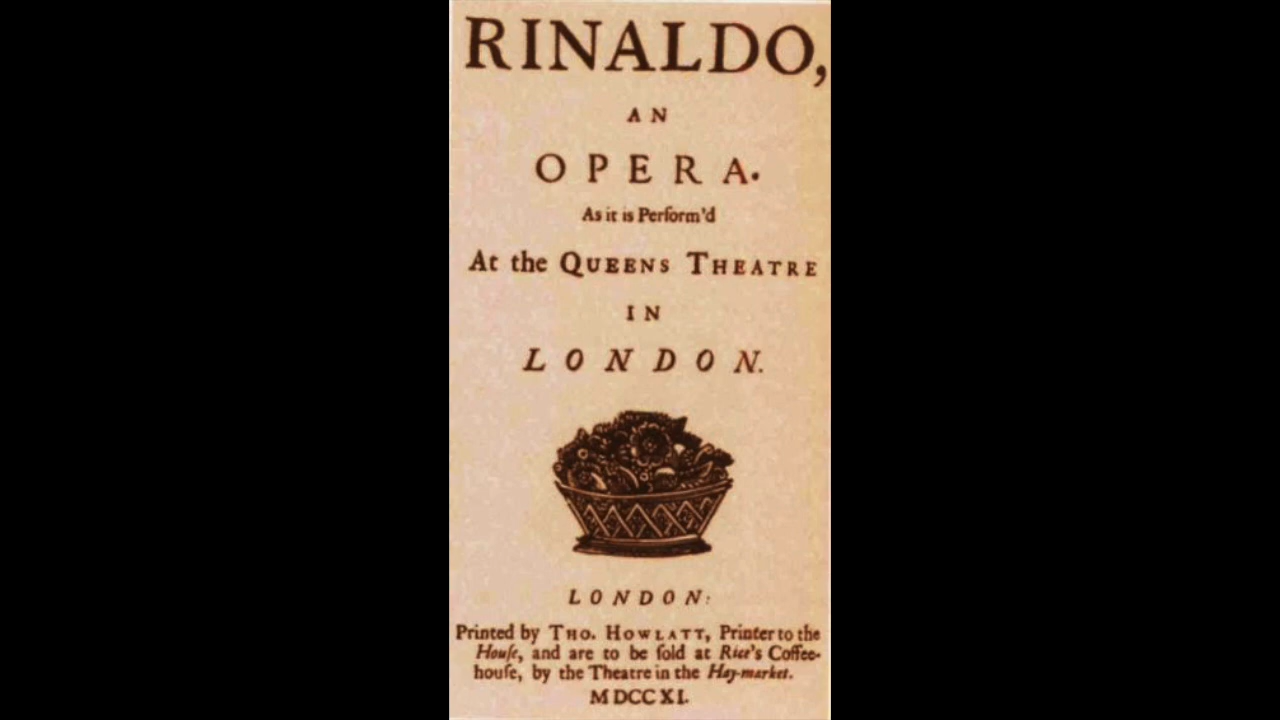 RINALDO,
AN
OPERA.
As it is Perſorm'd
At the QUEENS THEATRE
IN
LONDON.
LONDON:
Printed by THO. HOWLATT, Printer to the
Houſe, and are to be ſold at Rice's Coffee-
houſe, by the Theatre in the Hay-market.
MDCCXI.